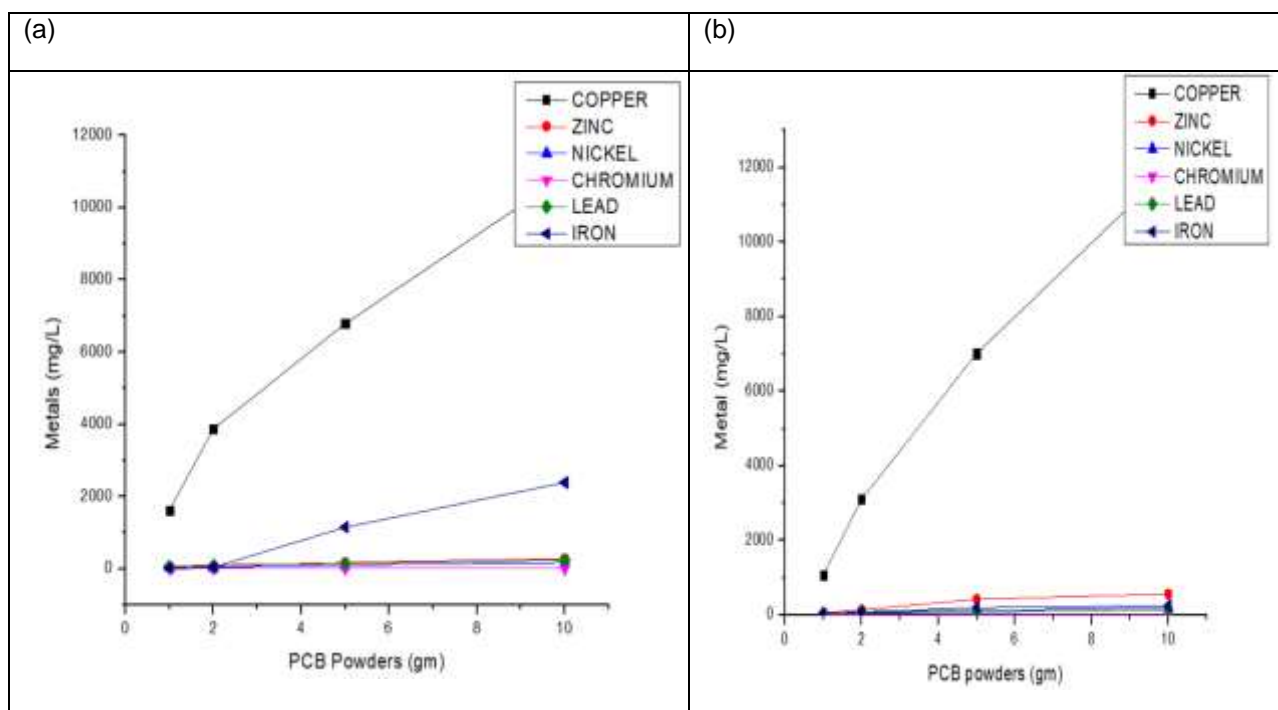 (a)
(b)
COPPER
ZINC
NICKEL
CHROMIUM
LEAD
IRON
12000
10000
8000
6000
4000
2000
0
Metals (mg/L)
0 2 4 6 8 10
PCB Powders (gm)
COPPER
ZINC
NICKEL
CHROMIUM
LEAD
IRON
12000
10000
8000
6000
4000
2000
0
Metal (mg/L)
0 2 4 6 8 10
PCB powders (gm)